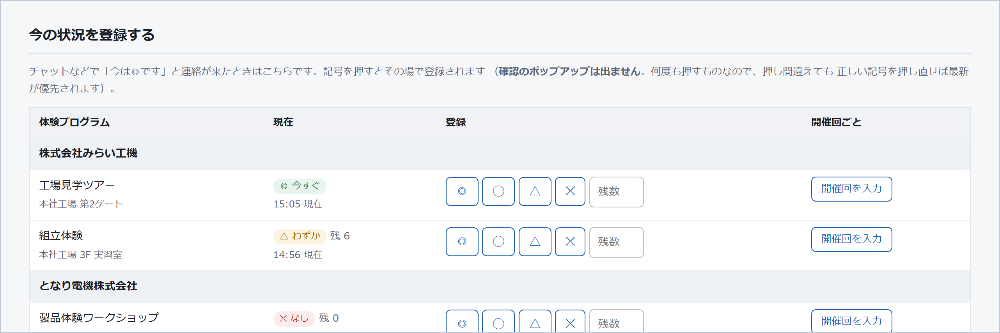 今の状況を登録する
チャットなどで「今は◎です」と連絡が来たときはこちらです。記号を押すとその場で登録されます （確認のポップアップは出ません。何度も押すものなので、押し間違えても 正しい記号を押し直せば最新
が優先されます）。
体験プログラム 現在 登録 開催回ごと
株式会社みらい工機
工場見学ツアー ◎ 今すぐ ◎ ○ △ × 残数 開催回を入力
本社工場 第2ゲート 15:05 現在
組立体験 △ わずか 残 6 ◎ ○ △ × 残数 開催回を入力
本社工場 3F 実習室 14:56 現在
となり電機株式会社
製品体験ワークショップ × なし 残 0 ◎ ○ △ × 残数 開催回を入力